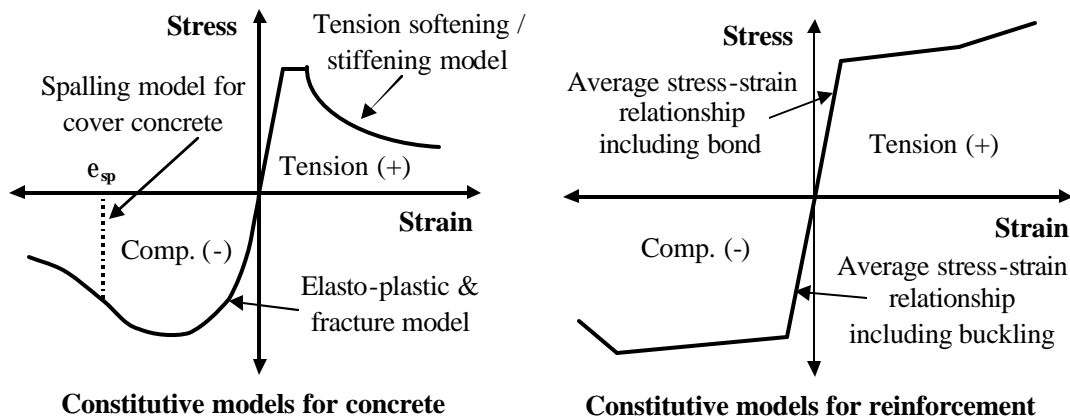 Stress
Tension softening /
stiffening model
Spalling model for
cover concrete
e_sp
Tension (+)
Strain
Comp. (-)
Elasto-plastic &
fracture model
Constitutive models for concrete
Stress
Average stress-strain
relationship
including bond
Tension (+)
Strain
Comp. (-)
Average stress-strain
relationship
including buckling
Constitutive models for reinforcement